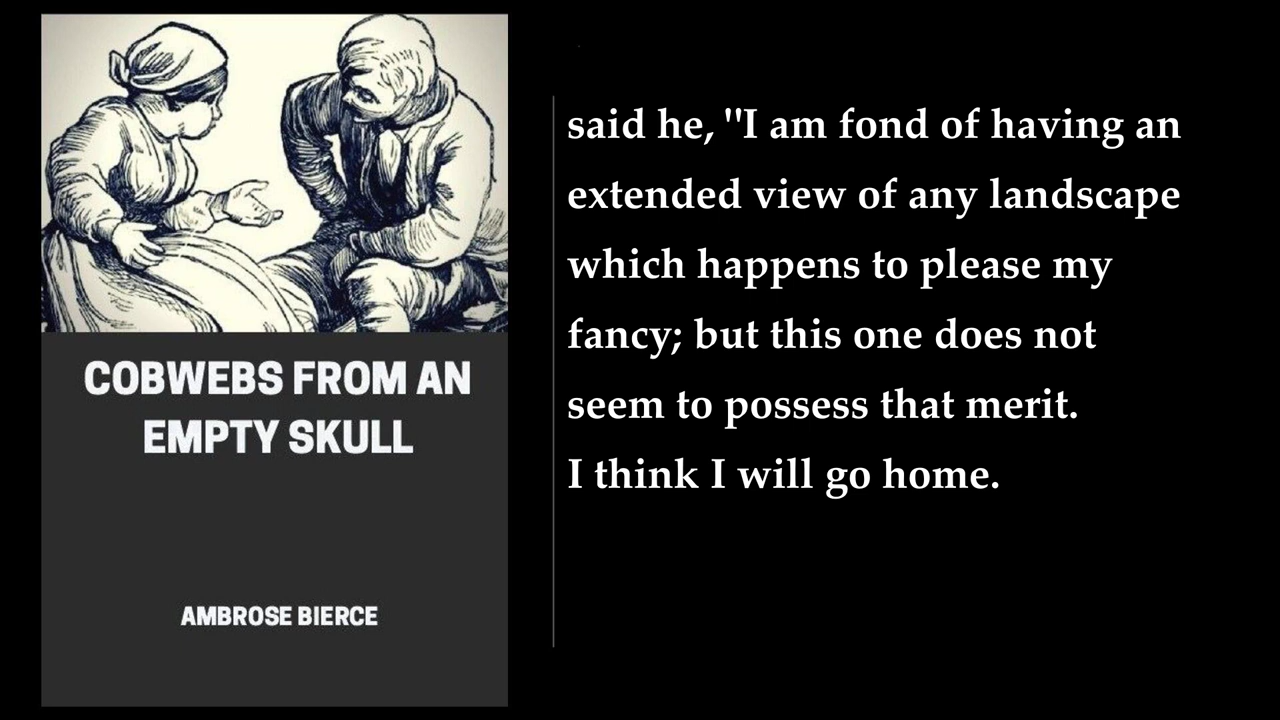 COBWEBS FROM AN
EMPTY SKULL
AMBROSE BIERCE
said he, "I am fond of having an
extended view of any landscape
which happens to please my
fancy; but this one does not
seem to possess that merit.
I think I will go home.